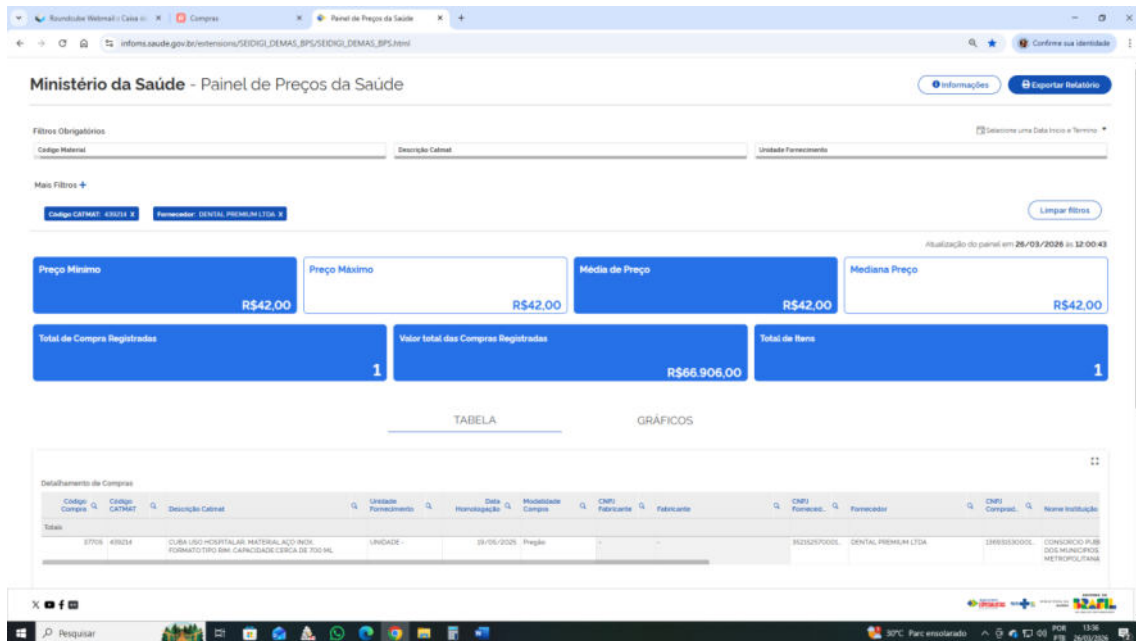 Roundcube Webmail :: Caixa de
Compras
Painel de Preços da Saúde
infoms.saude.gov.br/extensions/SEIDIGI_DEMAS_BPS/SEIDIGI_DEMAS_BPS.html
Confirme sua identidade
Ministério da Saúde - Painel de Preços da Saúde
Informações
Exportar Relatório
Filtros Obrigatórios
Selecione uma Data Inicio e Termino
Código Material
Descrição Catmat
Unidade Fornecimento
Mais Filtros +
Código CATMAT: 439214 X
Fornecedor: DENTAL PREMIUM LTDA X
Limpar filtros
Atualização do painel em 26/03/2026 às 12:00:43
Preço Mínimo
Preço Máximo
Média de Preço
Mediana Preço
R$42,00
R$42,00
R$42,00
R$42,00
Total de Compra Registradas
Valor total das Compras Registradas
Total de Itens
1
R$66.906,00
1
TABELA
GRÁFICOS
Detalhamento de Compras
Código Compra
Código CATMAT
Descrição Catmat
Unidade Fornecimento
Data Homologação
Modalidade Compra
CNPJ Fabricante
Fabricante
CNPJ Forneced..
Fornecedor
CNPJ Comprad..
Nome Instituição
Totais
37705 439214 CUBA USO HOSPITALAR, MATERIAL AÇO INOX, UNIDADE - 19/05/2025 Pregão - - DENTAL PREMIUM LTDA CONSORCIO PUB
FORMATO TIPO RIM, CAPACIDADE CERCA DE 700 ML DOS MUNICIPIOS
METROPOLITANA
Pesquisar
30°C Parc ensolarado
POR
13:36
PTB
26/03/2026